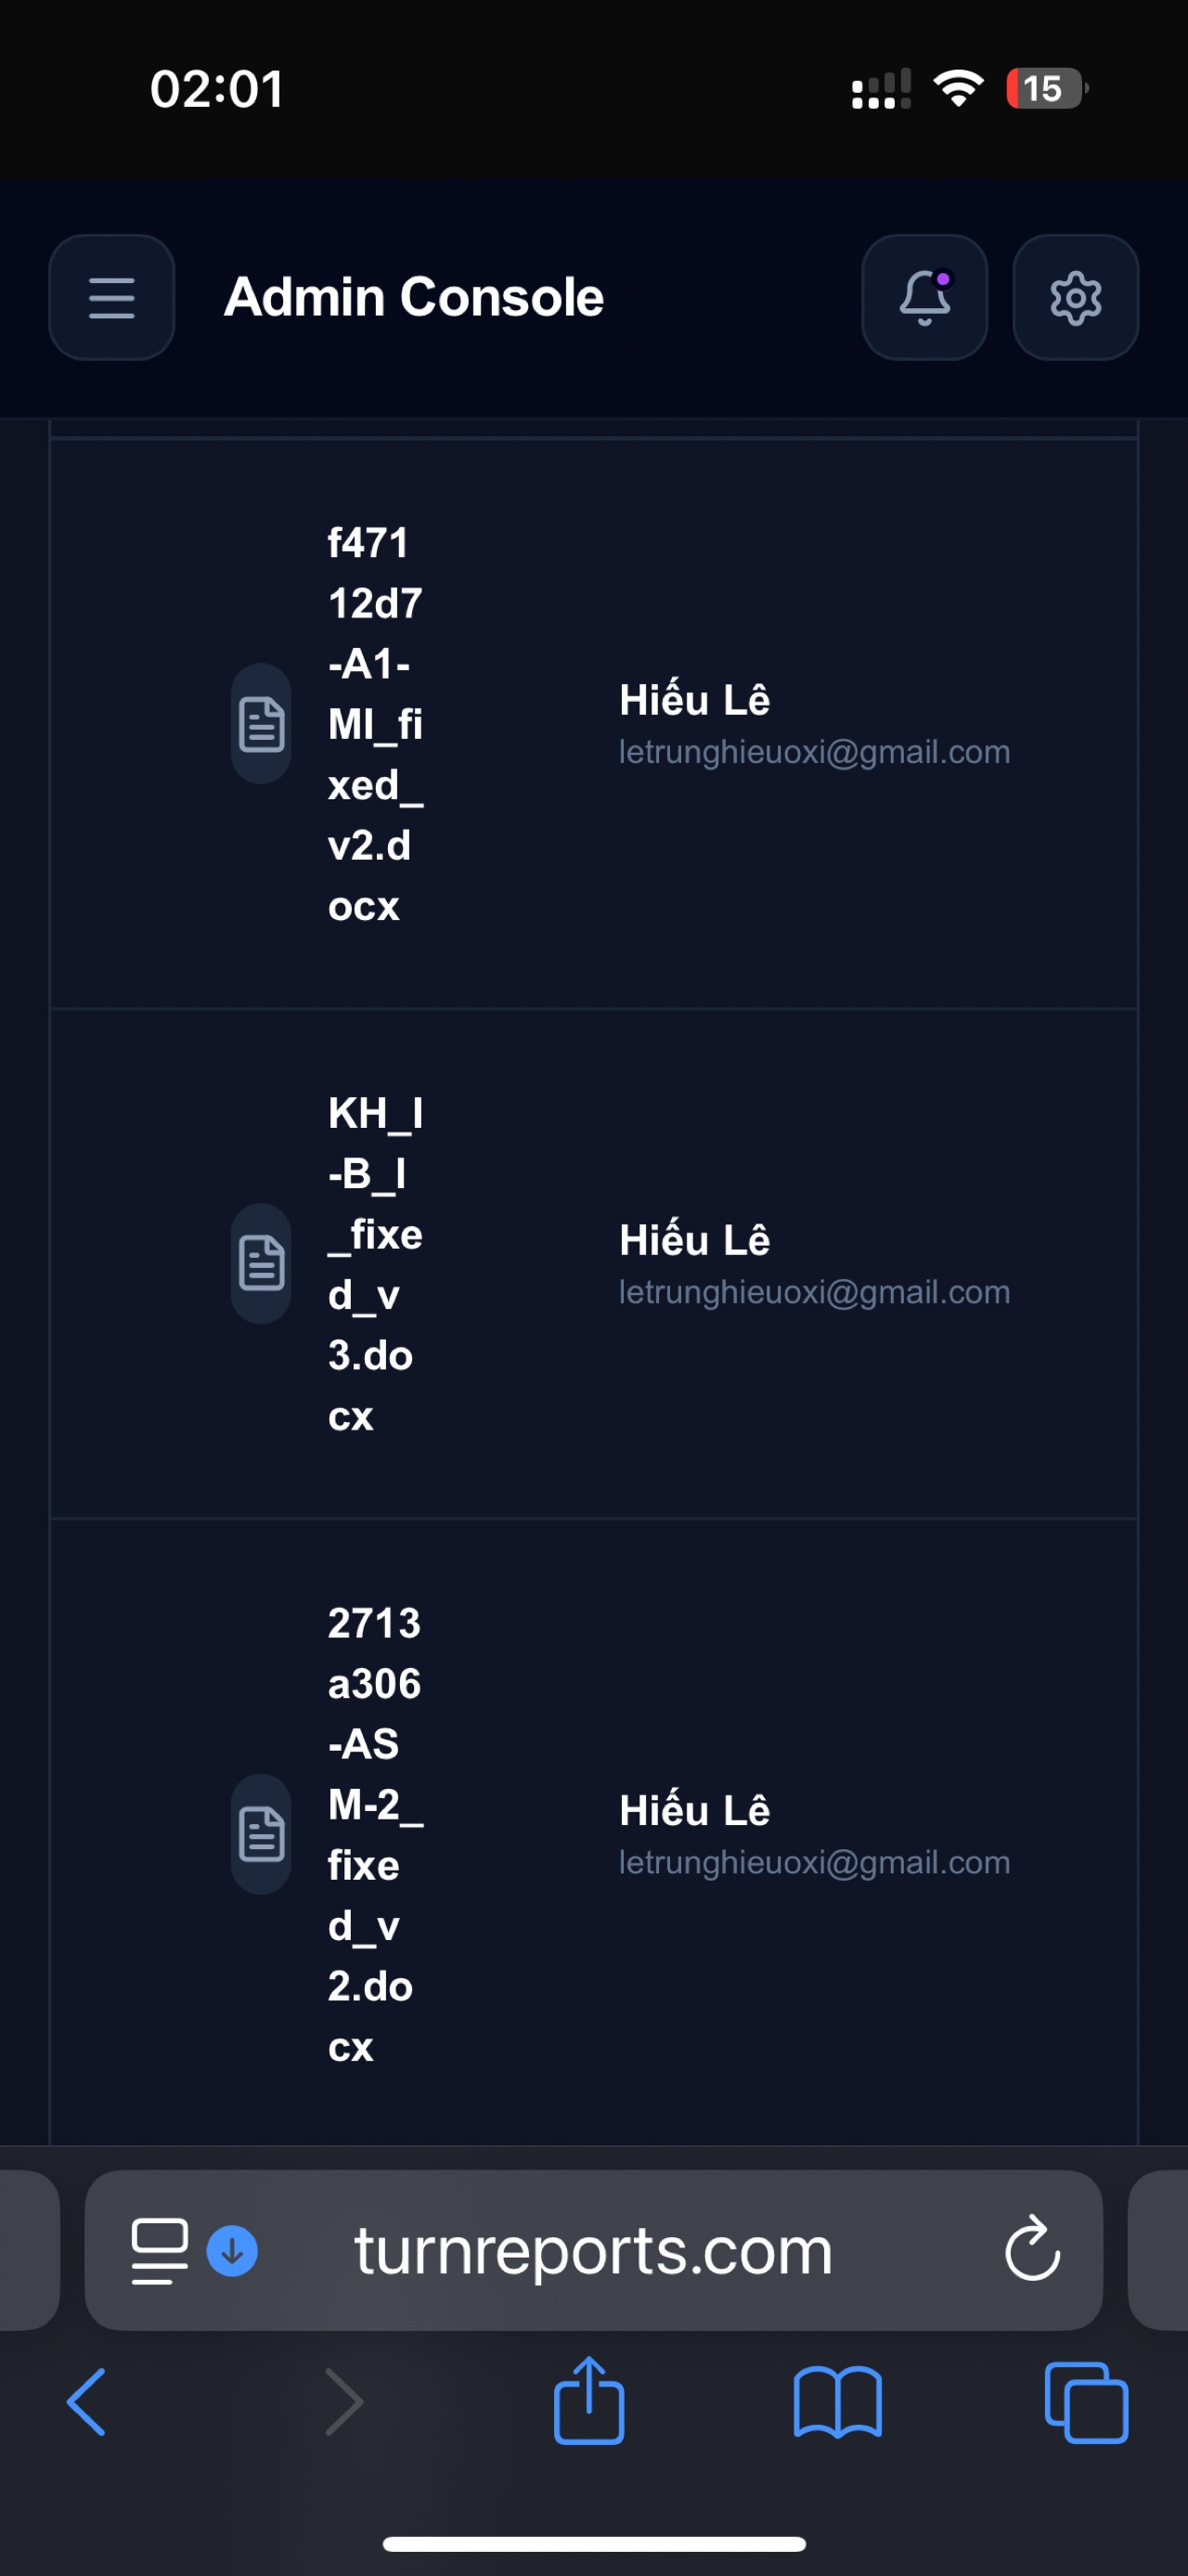 02:01
15
Admin Console
f471
12d7
-A1-
MI_fi
xed_
v2.d
ocx
Hiếu Lê
letrunghieuoxi@gmail.com
KH_I
-B_I
_fixe
d_v
3.do
cx
Hiếu Lê
letrunghieuoxi@gmail.com
2713
a306
-AS
M-2_
fixe
d_v
2.do
cx
Hiếu Lê
letrunghieuoxi@gmail.com
turnreports.com